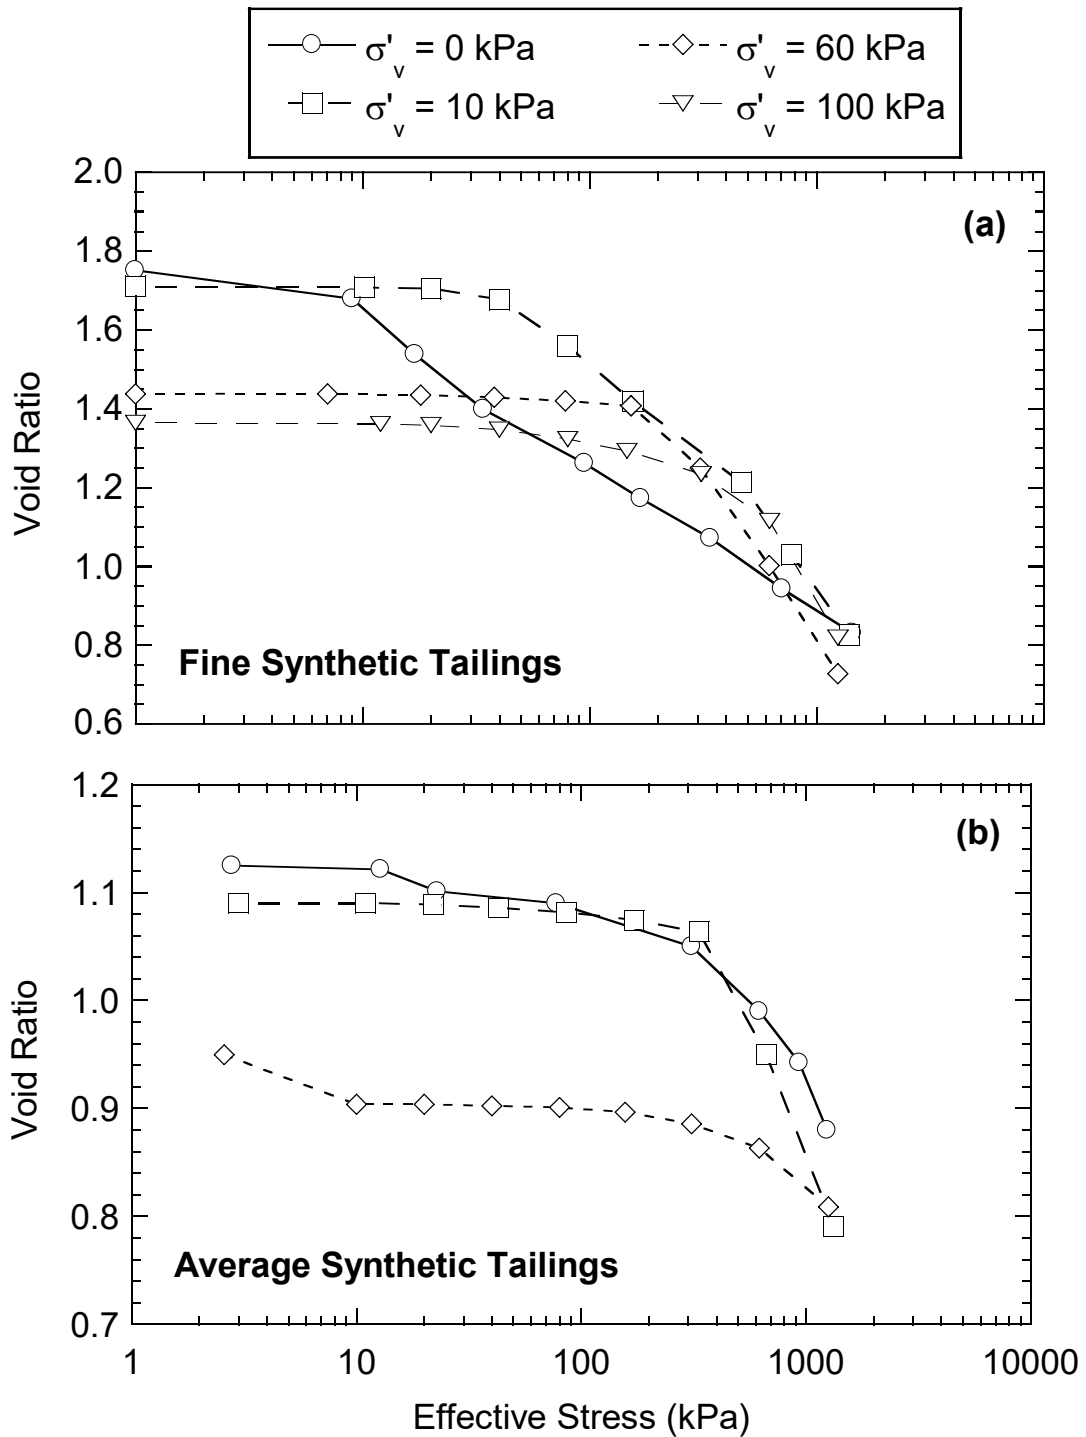 σ'v = 0 kPa
σ'v = 60 kPa
σ'v = 10 kPa
σ'v = 100 kPa
2.0
(a)
1.8
1.6
1.4
1.2
1.0
0.8
0.6
Void Ratio
Fine Synthetic Tailings
1.2
(b)
1.1
1.0
0.9
0.8
0.7
Void Ratio
Average Synthetic Tailings
1 10 100 1000 10000
Effective Stress (kPa)